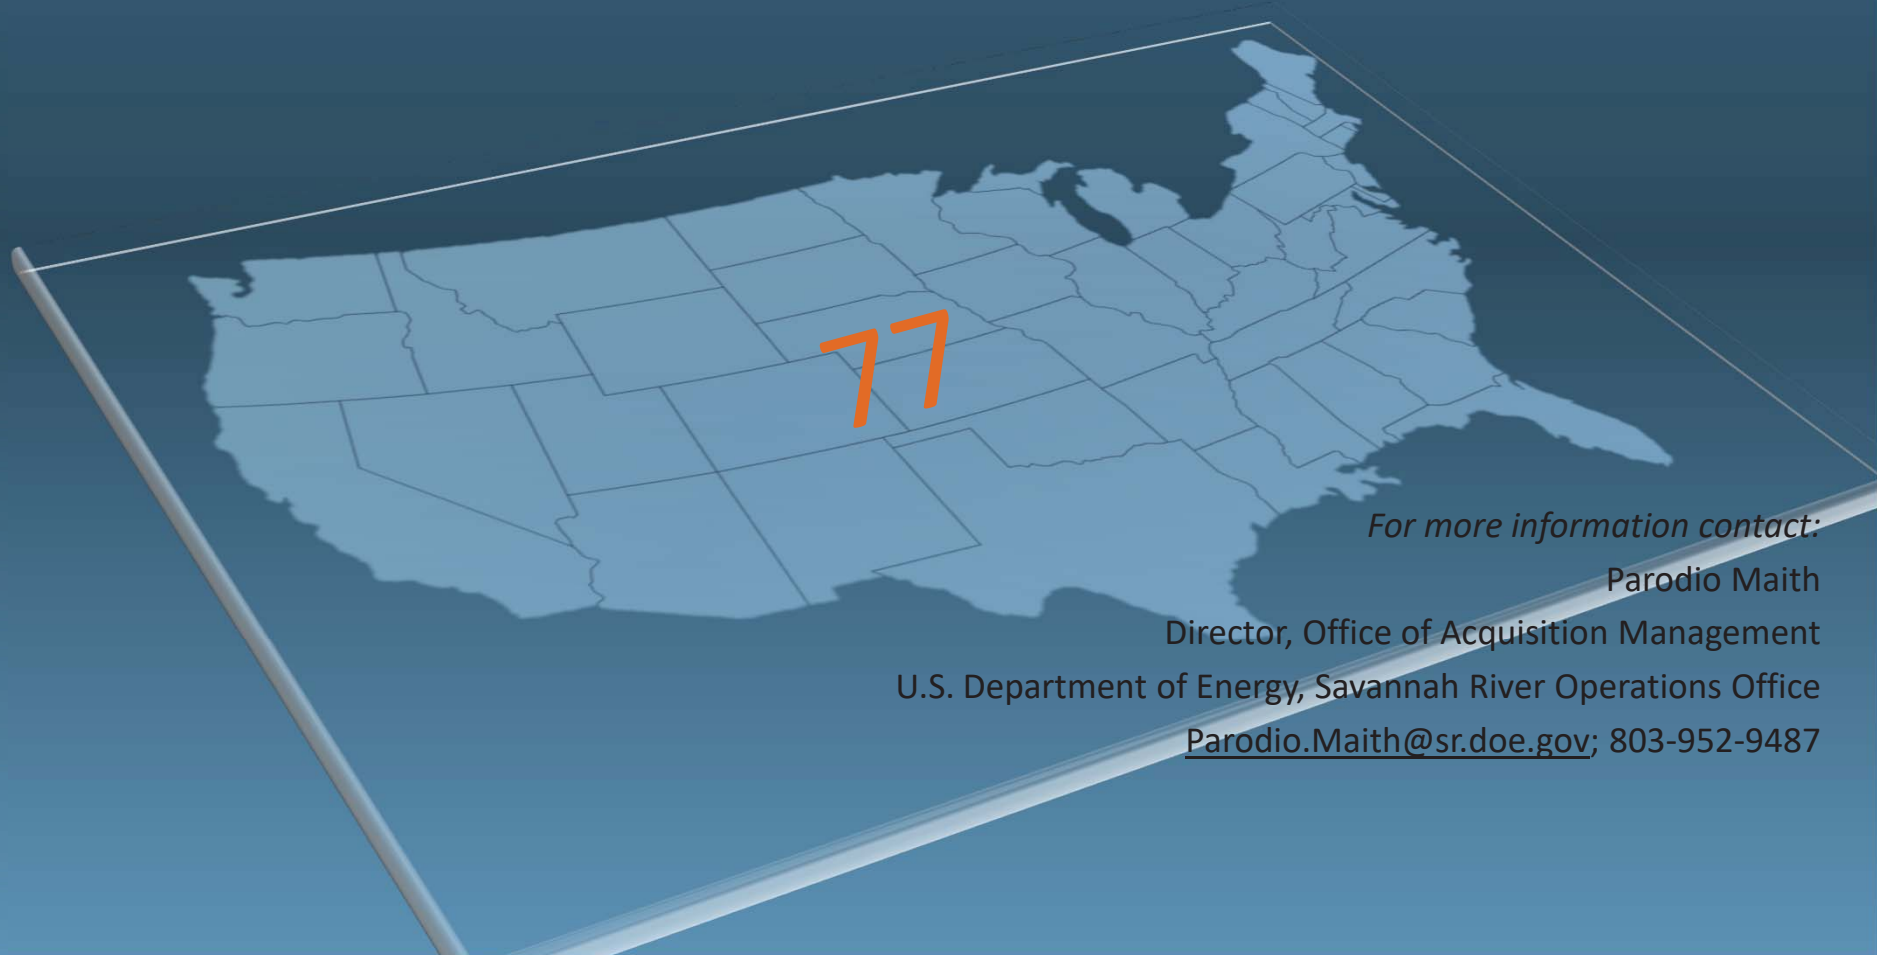 77
For more information contact:
Parodio Maith
Director, Office of Acquisition Management
U.S. Department of Energy, Savannah River Operations Office
Parodio.Maith@sr.doe.gov; 803-952-9487